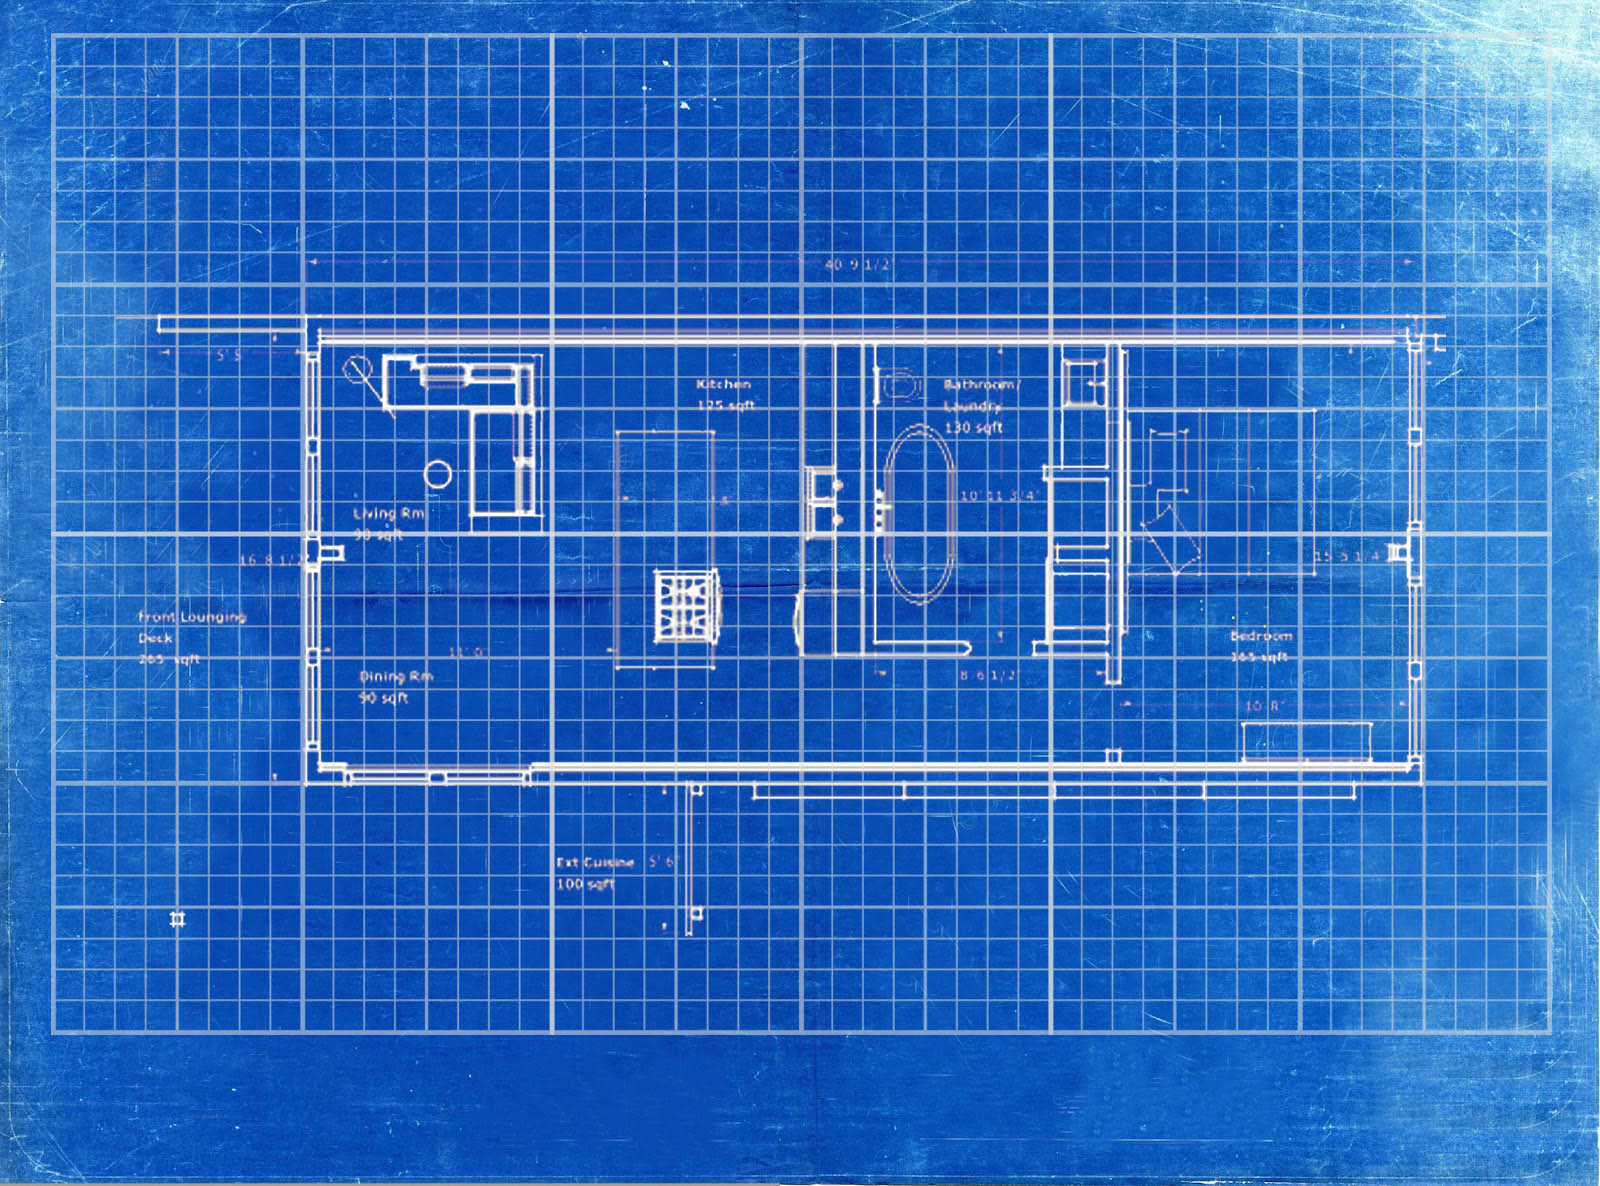 40 9 1/2"
5' 5"
Kitchen
125 sqft
Bathroom/
Laundry
130 sqft
10' 11 3/4"
Living Rm
90 sqft
16 8 1/2
15 5 1/4
Front Lounging
Deck
265 sqft
Bedroom
165 sqft
11' 0"
8 6 1/2"
Dining Rm
90 sqft
10 8"
Ext Cuisine
5' 6"
100 sqft